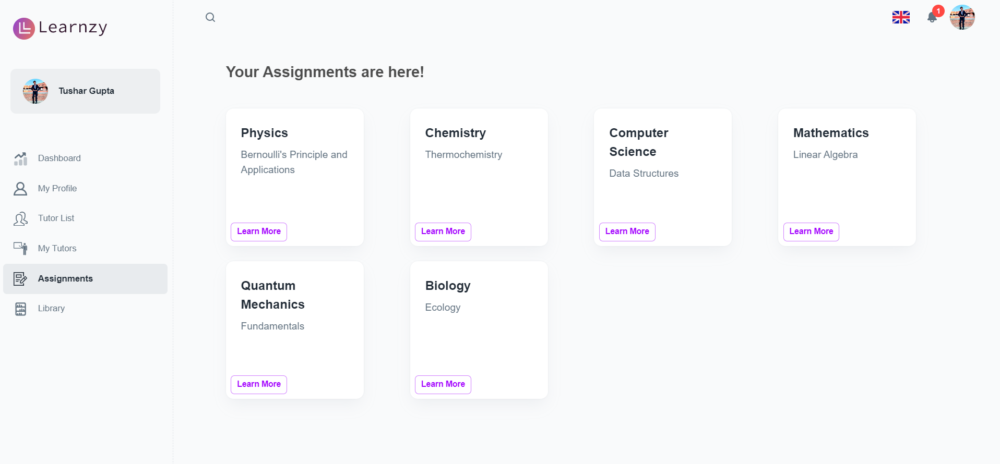 Learnzy
1
Tushar Gupta
Dashboard
My Profile
Tutor List
My Tutors
Assignments
Library
Your Assignments are here!
Physics
Bernoulli's Principle and
Applications
Learn More
Chemistry
Thermochemistry
Learn More
Computer
Science
Data Structures
Learn More
Mathematics
Linear Algebra
Learn More
Quantum
Mechanics
Fundamentals
Learn More
Biology
Ecology
Learn More